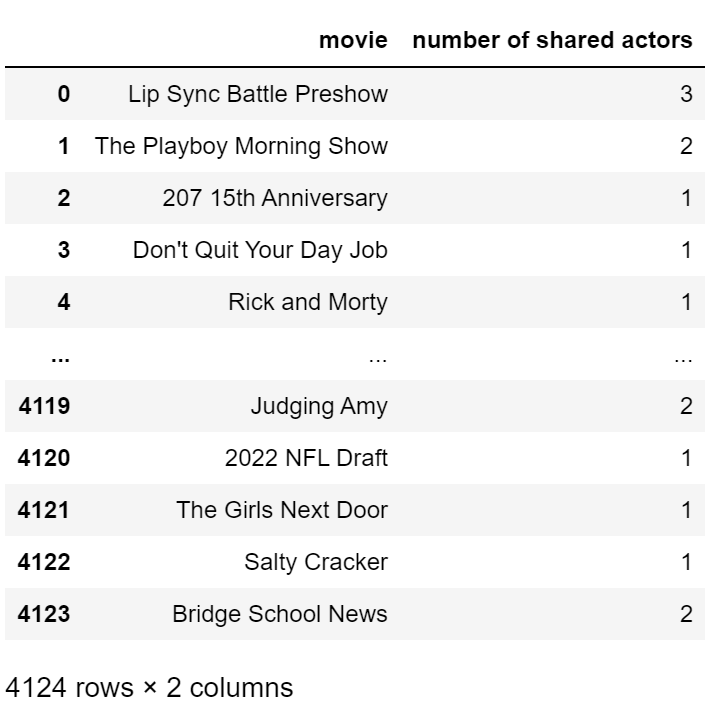 movie number of shared actors
0 Lip Sync Battle Preshow 3
1 The Playboy Morning Show 2
2 207 15th Anniversary 1
3 Don't Quit Your Day Job 1
4 Rick and Morty 1
... ... ...
4119 Judging Amy 2
4120 2022 NFL Draft 1
4121 The Girls Next Door 1
4122 Salty Cracker 1
4123 Bridge School News 2
4124 rows × 2 columns